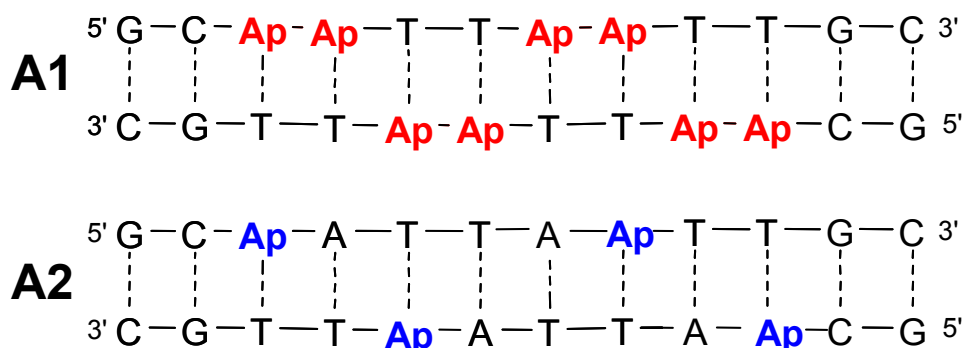 5' G C Ap Ap T T Ap Ap T T G C 3'
A1
3' C G T T Ap Ap T T Ap Ap C G 5'
5' G C Ap A T T A Ap T T G C 3'
A2
3' C G T T Ap A T T A Ap C G 5'